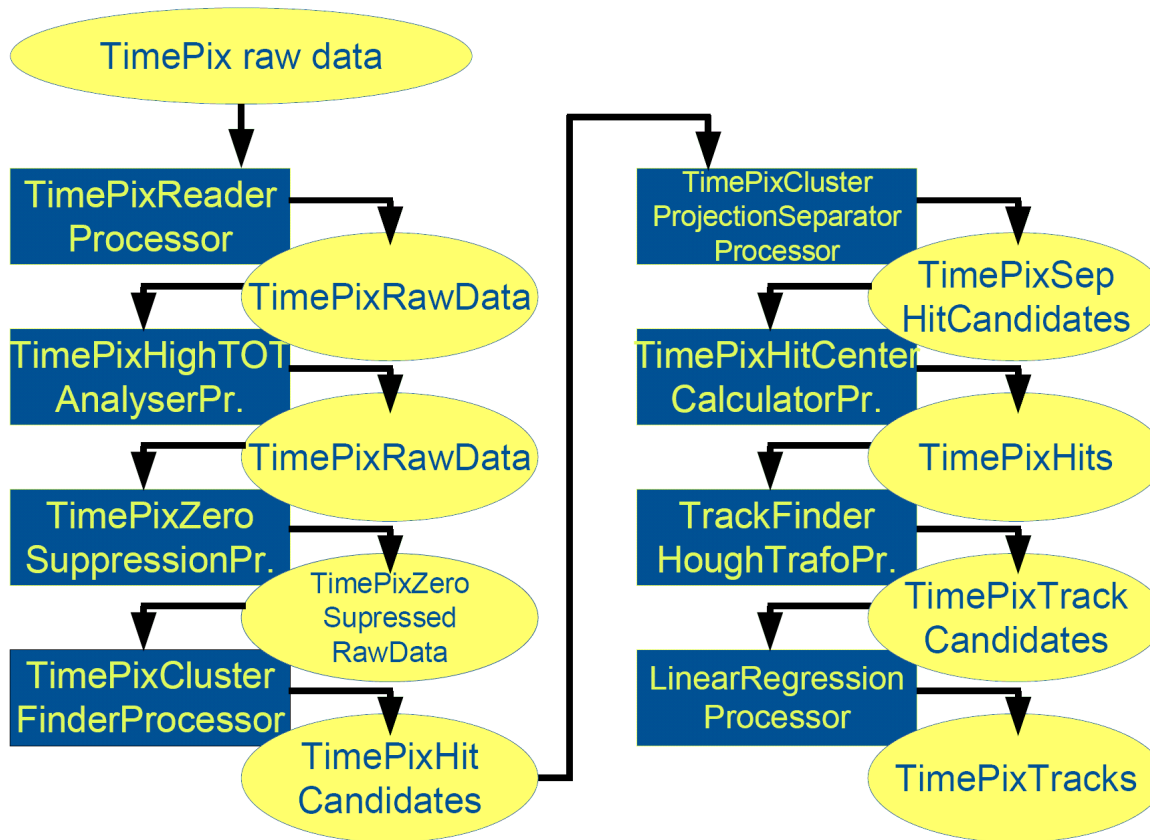 TimePix raw data
TimePixReader
Processor
TimePixRawData
TimePixHighTOT
AnalyserPr.
TimePixRawData
TimePixZero
SuppressionPr.
TimePixZero
Supressed
RawData
TimePixCluster
FinderProcessor
TimePixHit
Candidates
TimePixCluster
ProjectionSeparator
Processor
TimePixSep
HitCandidates
TimePixHitCenter
CalculatorPr.
TimePixHits
TrackFinder
HoughTrafoPr.
TimePixTrack
Candidates
LinearRegression
Processor
TimePixTracks